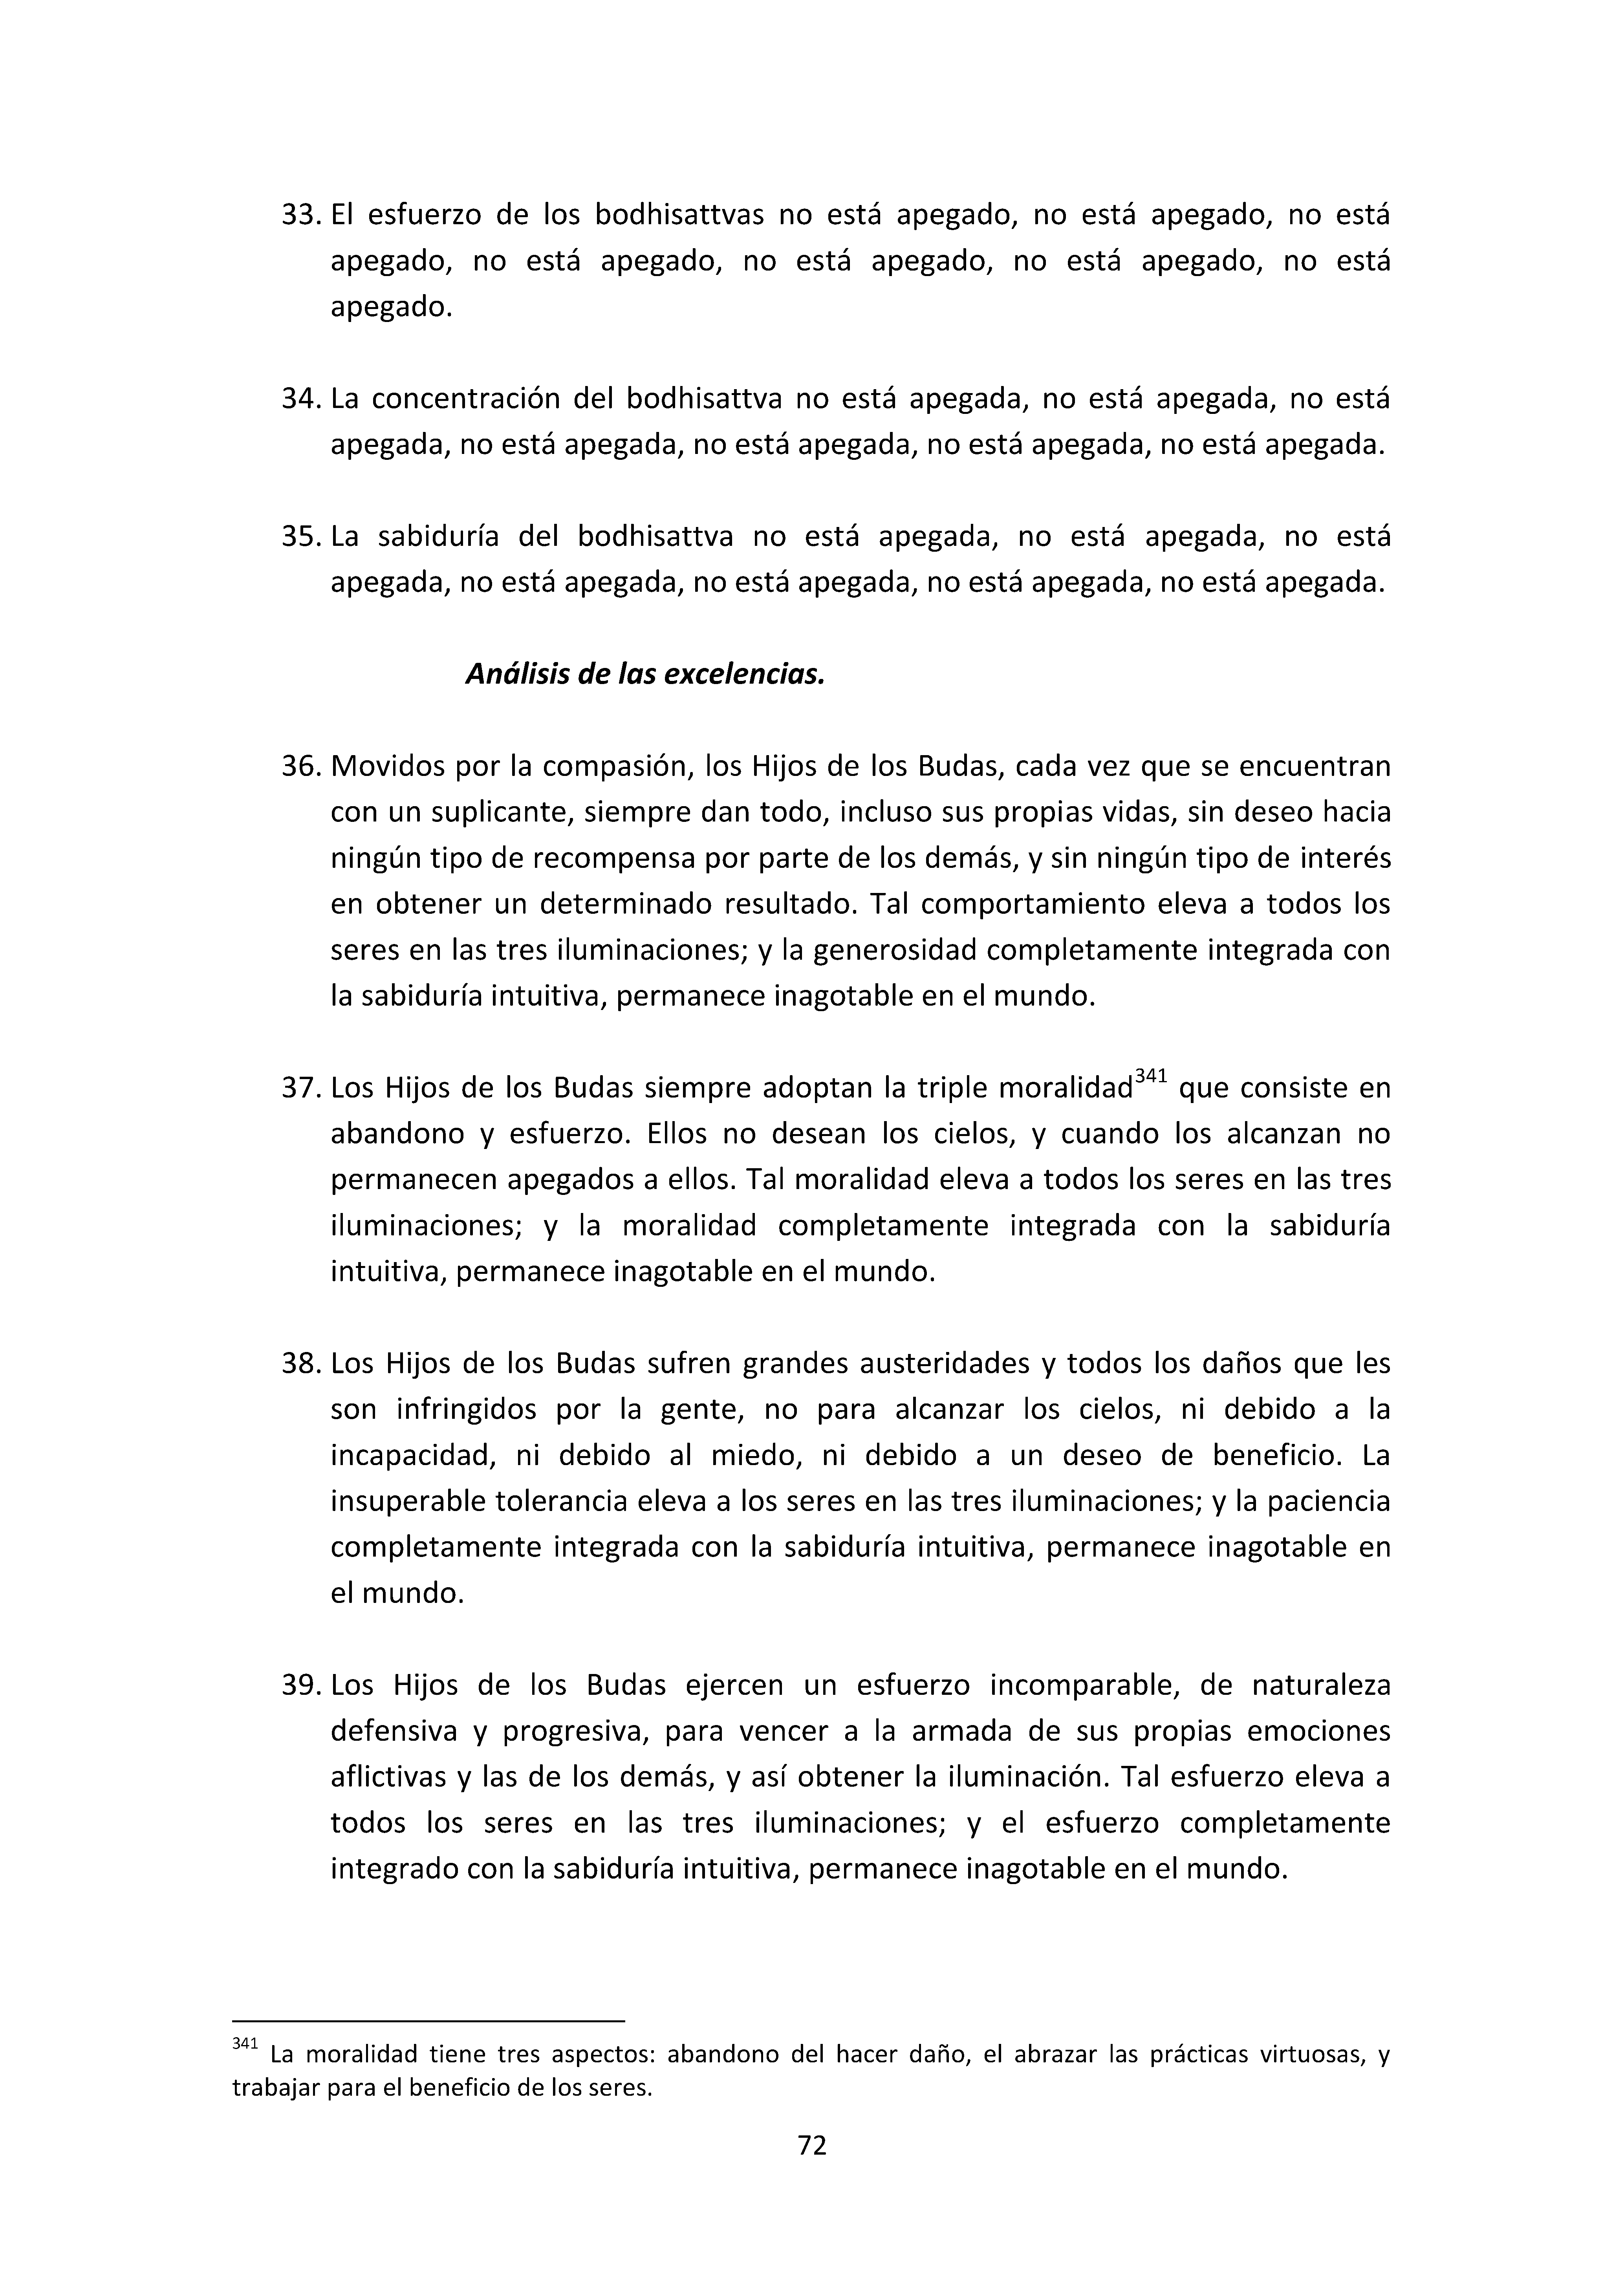 33. El esfuerzo de los bodhisattvas no está apegado, no está apegado, no está
apegado, no está apegado, no está apegado, no está apegado, no está
apegado.
34. La concentración del bodhisattva no está apegada, no está apegada, no está
apegada, no está apegada, no está apegada, no está apegada, no está apegada.
35. La sabiduría del bodhisattva no está apegada, no está apegada, no está
apegada, no está apegada, no está apegada, no está apegada, no está apegada.
Análisis de las excelencias.
36. Movidos por la compasión, los Hijos de los Budas, cada vez que se encuentran
con un suplicante, siempre dan todo, incluso sus propias vidas, sin deseo hacia
ningún tipo de recompensa por parte de los demás, y sin ningún tipo de interés
en obtener un determinado resultado. Tal comportamiento eleva a todos los
seres en las tres iluminaciones; y la generosidad completamente integrada con
la sabiduría intuitiva, permanece inagotable en el mundo.
37. Los Hijos de los Budas siempre adoptan la triple moralidad341 que consiste en
abandono y esfuerzo. Ellos no desean los cielos, y cuando los alcanzan no
permanecen apegados a ellos. Tal moralidad eleva a todos los seres en las tres
iluminaciones; y la moralidad completamente integrada con la sabiduría
intuitiva, permanece inagotable en el mundo.
38. Los Hijos de los Budas sufren grandes austeridades y todos los daños que les
son infringidos por la gente, no para alcanzar los cielos, ni debido a la
incapacidad, ni debido al miedo, ni debido a un deseo de beneficio. La
insuperable tolerancia eleva a los seres en las tres iluminaciones; y la paciencia
completamente integrada con la sabiduría intuitiva, permanece inagotable en
el mundo.
39. Los Hijos de los Budas ejercen un esfuerzo incomparable, de naturaleza
defensiva y progresiva, para vencer a la armada de sus propias emociones
aflictivas y las de los demás, y así obtener la iluminación. Tal esfuerzo eleva a
todos los seres en las tres iluminaciones; y el esfuerzo completamente
integrado con la sabiduría intuitiva, permanece inagotable en el mundo.
341 La moralidad tiene tres aspectos: abandono del hacer daño, el abrazar las prácticas virtuosas, y
trabajar para el beneficio de los seres.
72